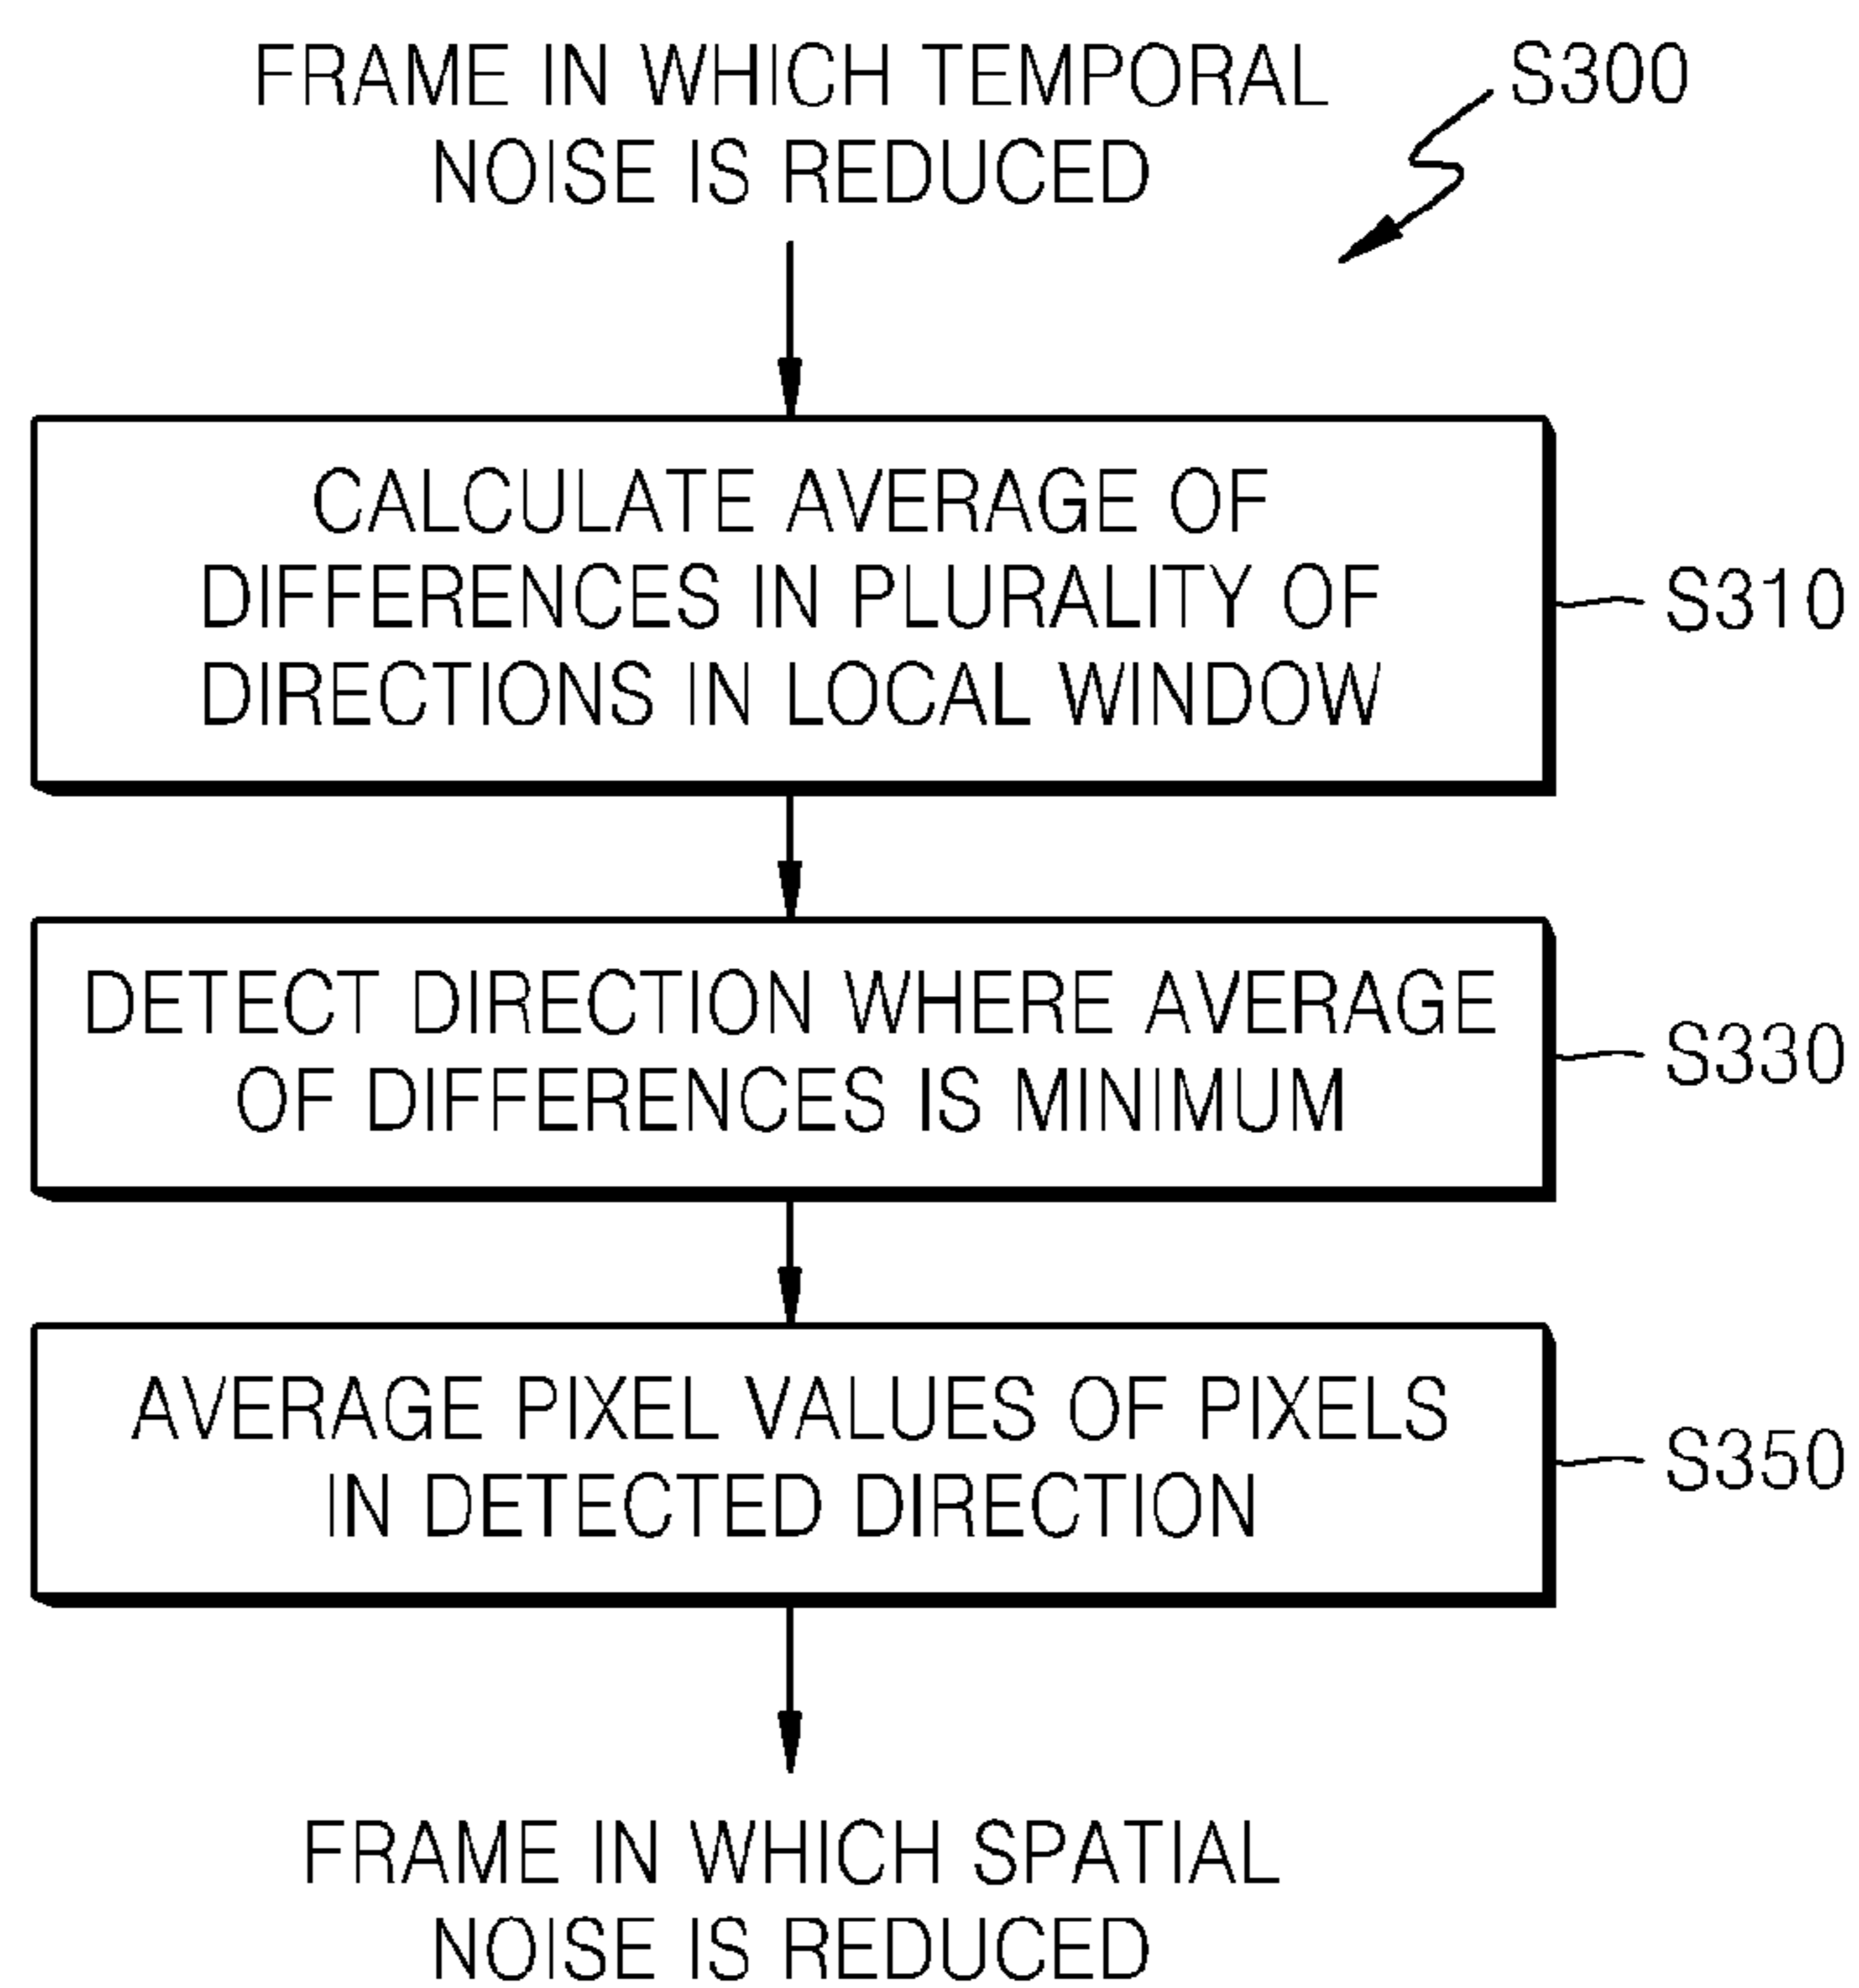 FRAME IN WHICH TEMPORAL
NOISE IS REDUCED
S300
CALCULATE AVERAGE OF
DIFFERENCES IN PLURALITY OF
DIRECTIONS IN LOCAL WINDOW
S310
DETECT DIRECTION WHERE AVERAGE
OF DIFFERENCES IS MINIMUM
S330
AVERAGE PIXEL VALUES OF PIXELS
IN DETECTED DIRECTION
S350
FRAME IN WHICH SPATIAL
NOISE IS REDUCED